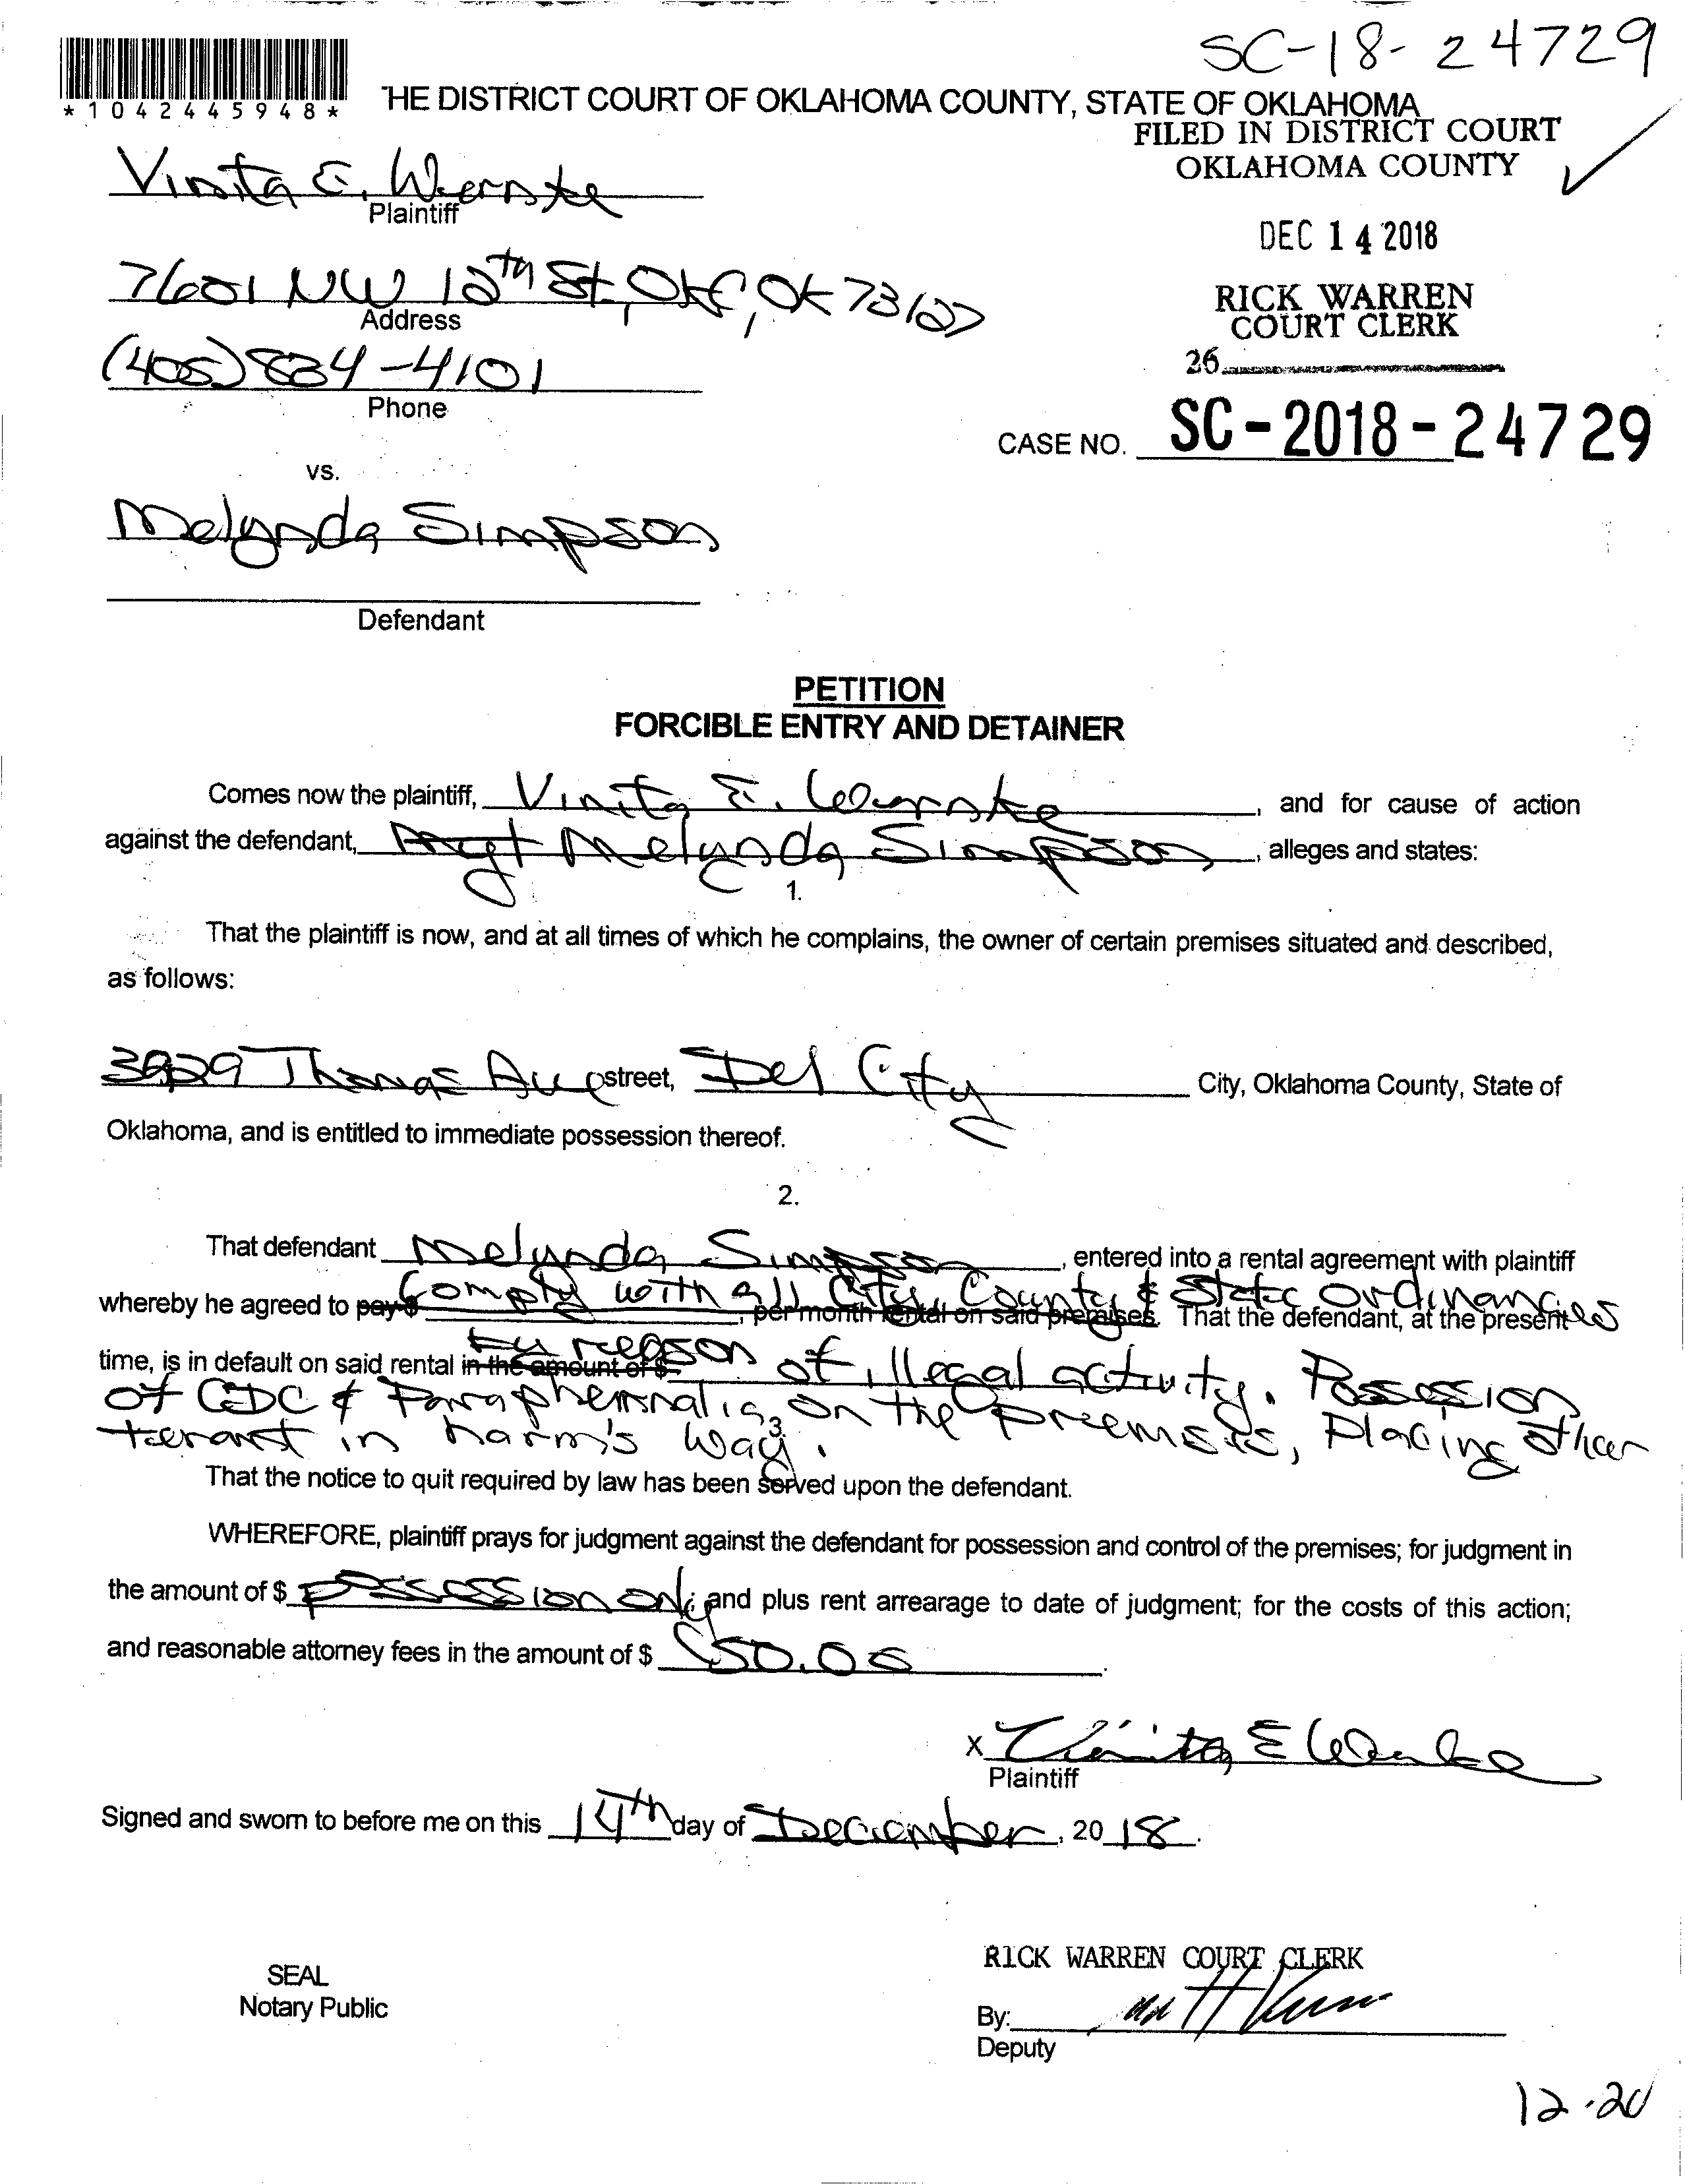 SC-18-24729
*1042445948*
THE DISTRICT COURT OF OKLAHOMA COUNTY, STATE OF OKLAHOMA
FILED IN DISTRICT COURT
OKLAHOMA COUNTY
Vinita E. Wernke
Plaintiff
DEC 14 2018
7601 NW 10th St, OKC, OK 73127
Address
RICK WARREN
COURT CLERK
26
(405) 834-4101
Phone
CASE NO. SC-2018-24729
vs.
Melynda Simpson
Defendant
PETITION
FORCIBLE ENTRY AND DETAINER
Comes now the plaintiff, Vinita E. Wernke, and for cause of action
against the defendant, Melynda Simpson, alleges and states:
1.
That the plaintiff is now, and at all times of which he complains, the owner of certain premises situated and described,
as follows:
3929 Thomas Ave street, Del City City, Oklahoma County, State of
Oklahoma, and is entitled to immediate possession thereof.
2.
That defendant Melynda Simpson, entered into a rental agreement with plaintiff
Comply with all City, County & State Ordinances
whereby he agreed to pay $, per month rental on said premises. That the defendant, at the present
by reason of illegal activity. Possession
time, is in default on said rental in the amount of $
of CDC & Paraphernalia on the Premsis, Placing other
tenant in harm's way.
3.
That the notice to quit required by law has been served upon the defendant.
WHEREFORE, plaintiff prays for judgment against the defendant for possession and control of the premises; for judgment in
the amount of $ possession only and plus rent arrearage to date of judgment; for the costs of this action;
and reasonable attorney fees in the amount of $ 50.00.
x Vinita E Wernke
Plaintiff
Signed and sworn to before me on this 14th day of December, 2018.
RICK WARREN COURT CLERK
SEAL
Notary Public
By:
Deputy
12-20